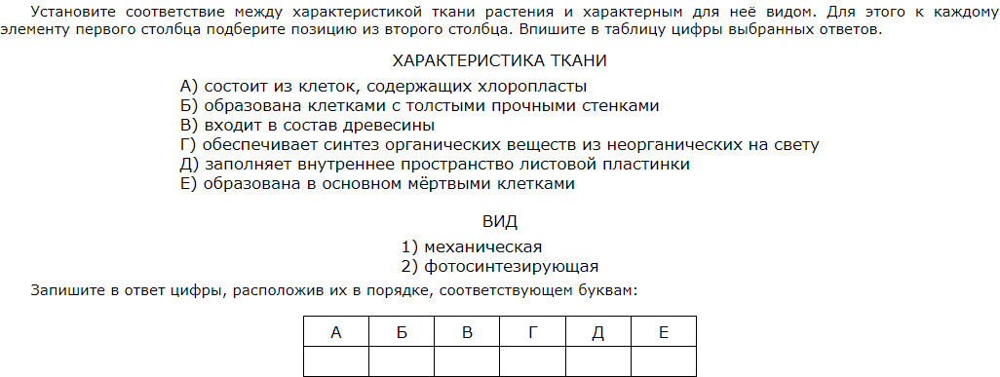 Установите соответствие между характеристикой ткани растения и характерным для неё видом. Для этого к каждому
элементу первого столбца подберите позицию из второго столбца. Впишите в таблицу цифры выбранных ответов.
ХАРАКТЕРИСТИКА ТКАНИ
А) состоит из клеток, содержащих хлоропласты
Б) образована клетками с толстыми прочными стенками
В) входит в состав древесины
Г) обеспечивает синтез органических веществ из неорганических на свету
Д) заполняет внутреннее пространство листовой пластинки
Е) образована в основном мёртвыми клетками
ВИД
1) механическая
2) фотосинтезирующая
Запишите в ответ цифры, расположив их в порядке, соответствующем буквам:
А Б В Г Д Е